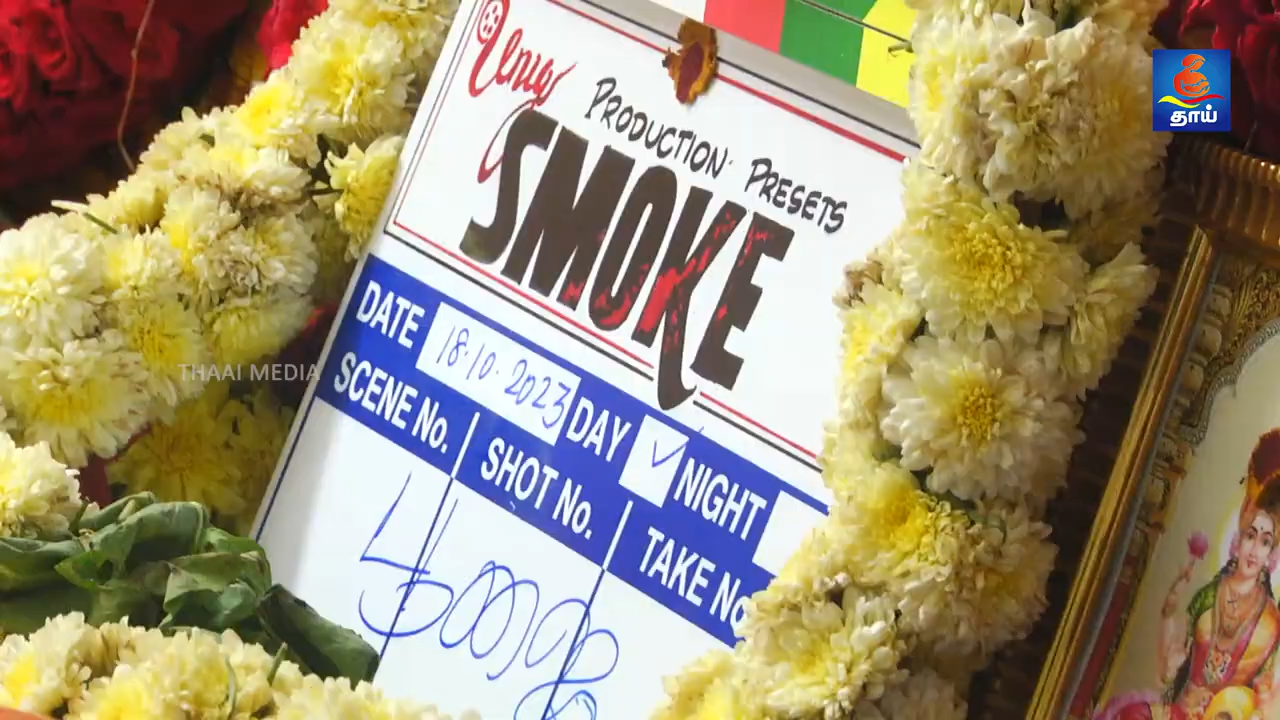 PRODUCTION PRESETS
SMOKE
DATE 18.10.2023 DAY ✓ NIGHT
SCENE No. SHOT No. TAKE No.
பூஜை
THAAI MEDIA
தாய்